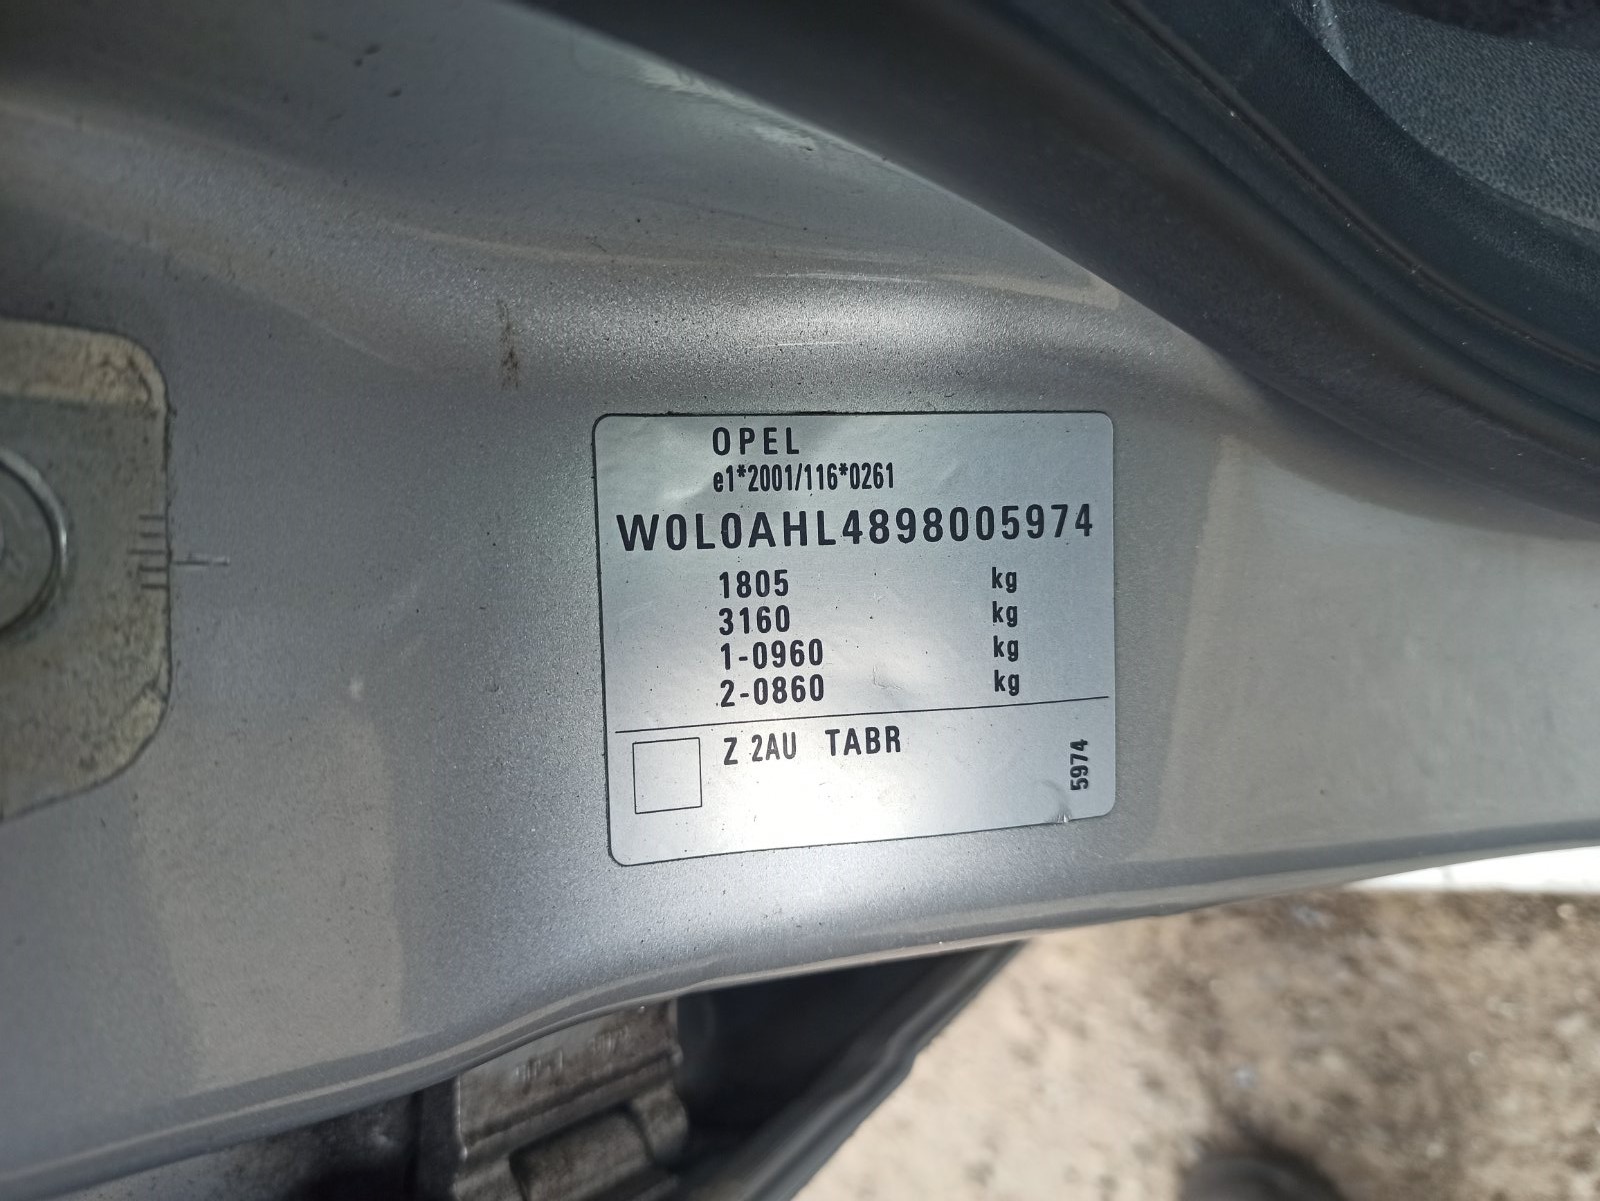 OPEL
e1*2001/116*0261
W0L0AHL4898005974
1805 kg
3160 kg
1-0960 kg
2-0860 kg
Z 2AU TABR
5974